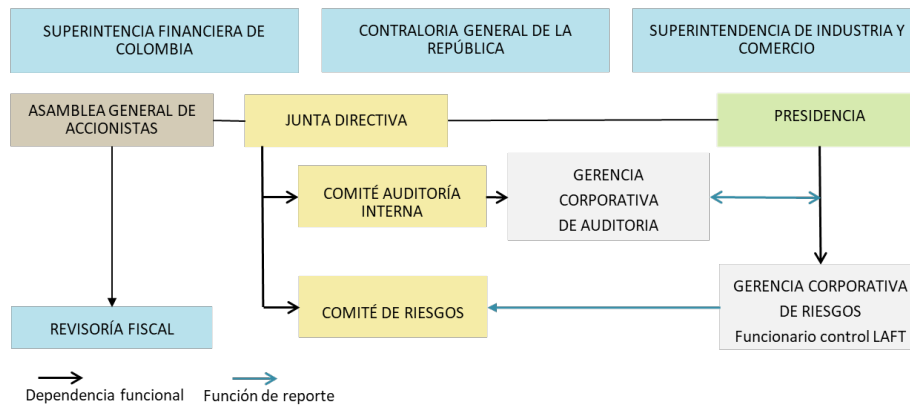 SUPERINTENCIA FINANCIERA DE
COLOMBIA
CONTRALORIA GENERAL DE LA
REPÚBLICA
SUPERINTENDENCIA DE INDUSTRIA Y
COMERCIO
ASAMBLEA GENERAL DE
ACCIONISTAS
JUNTA DIRECTIVA
PRESIDENCIA
COMITÉ AUDITORÍA
INTERNA
GERENCIA
CORPORATIVA
DE AUDITORIA
REVISORÍA FISCAL
COMITÉ DE RIESGOS
GERENCIA CORPORATIVA
DE RIESGOS
Funcionario control LAFT
Dependencia funcional
Función de reporte